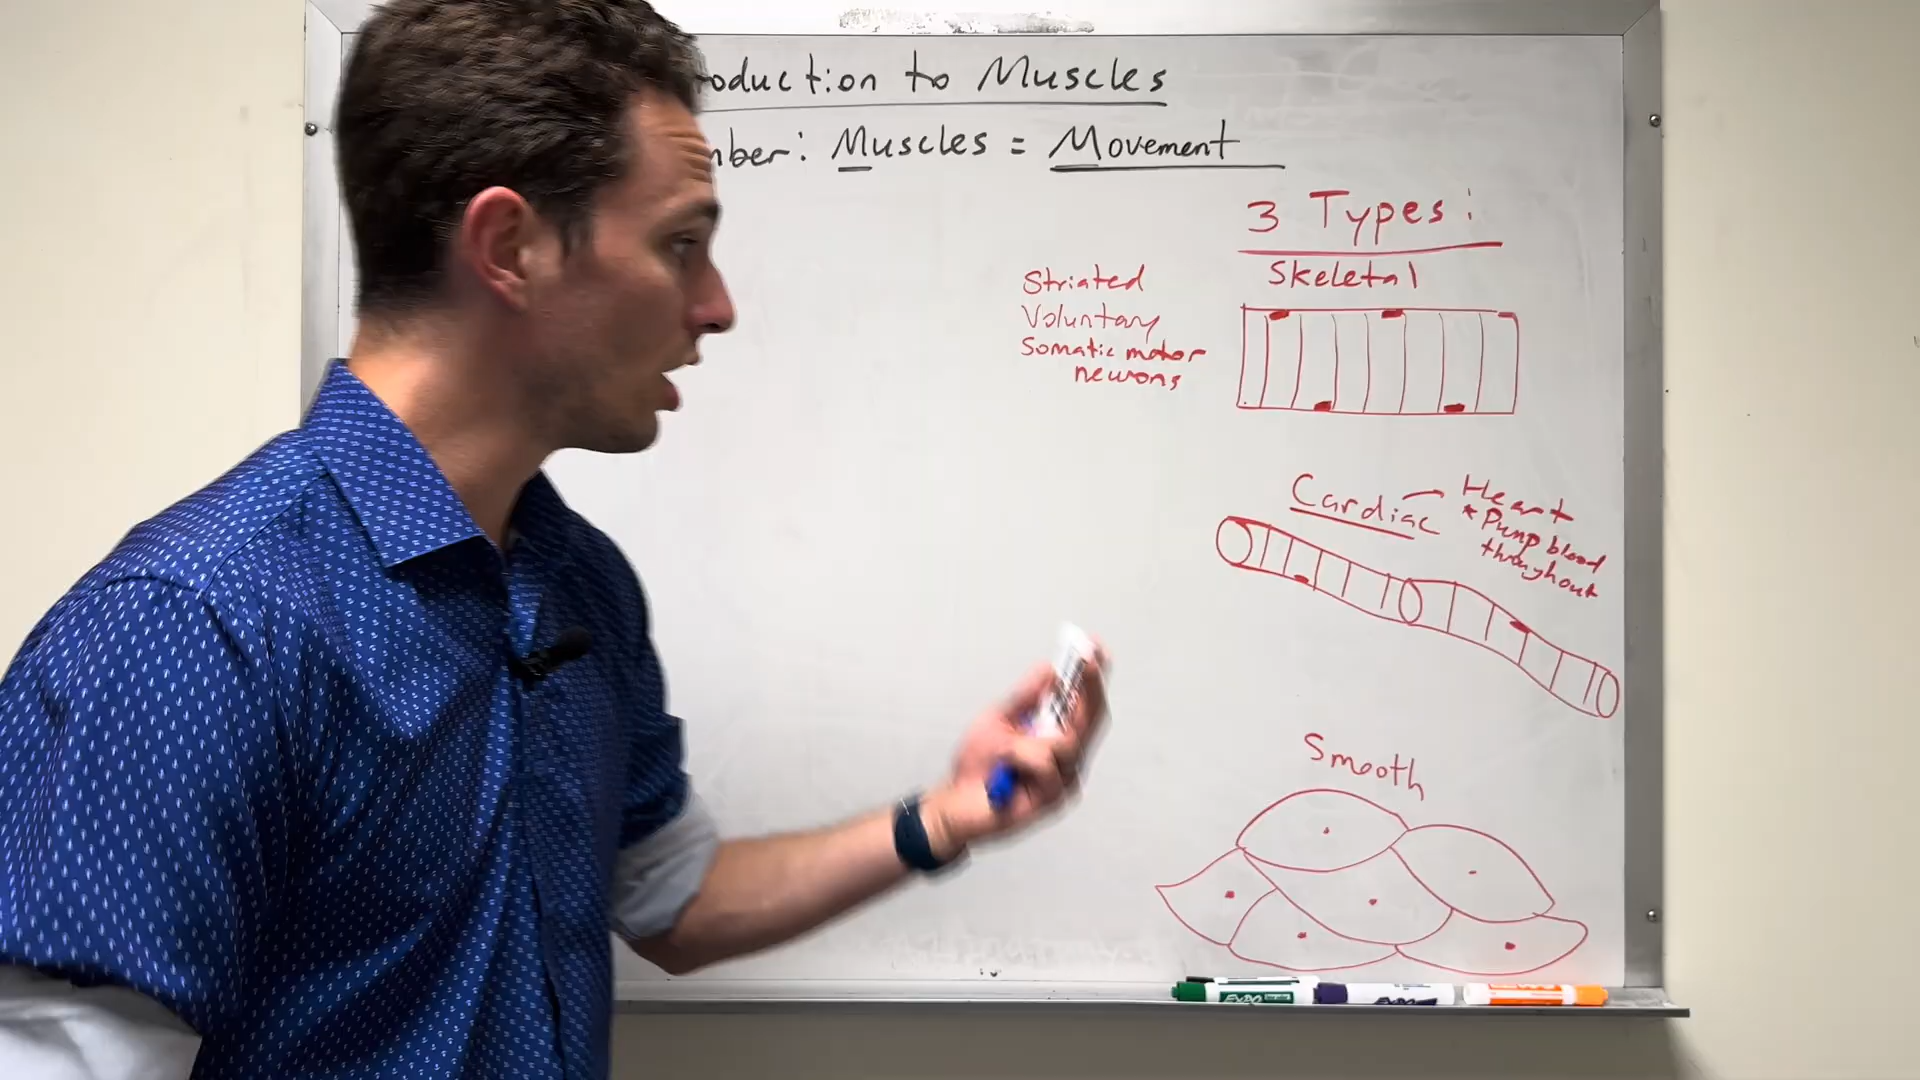 roduction to Muscles
mber: Muscles = Movement
3 Types:
Skeletal
Striated
Voluntary
Somatic motor
neurons
Cardiac — Heart
* Pump blood
throughout
Smooth
EXPO
EXPO